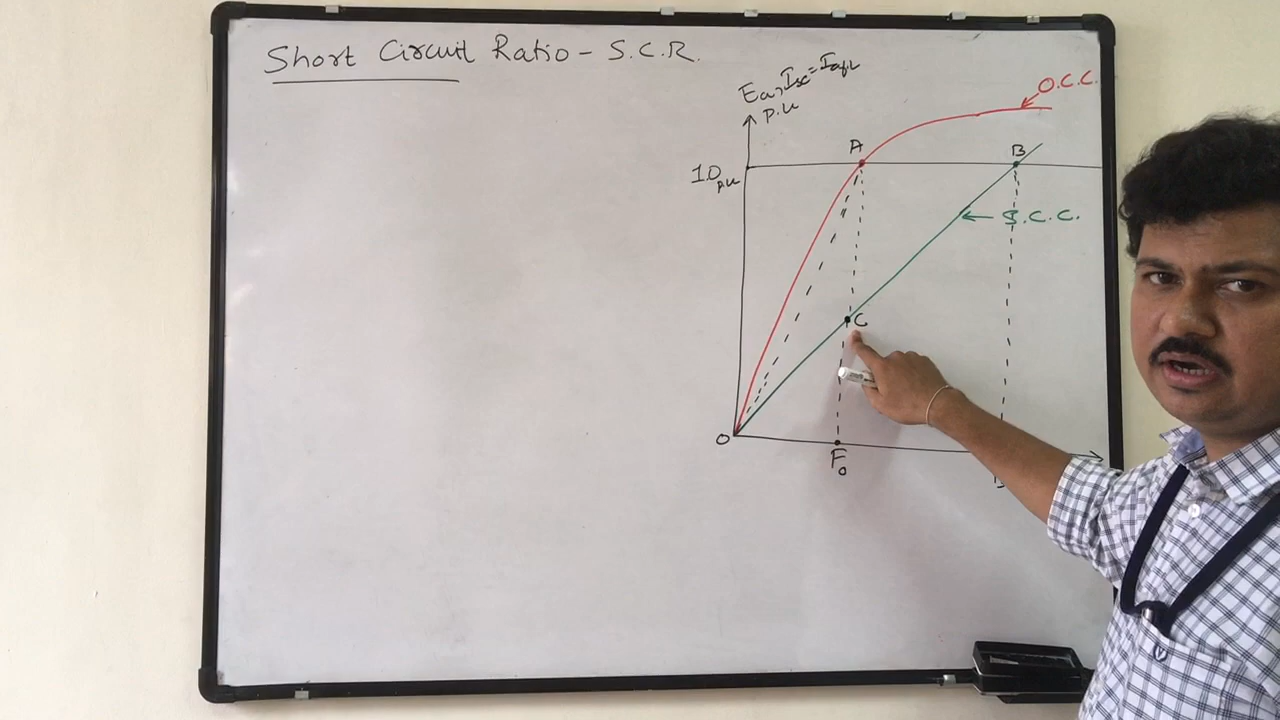 Short Circuit Ratio - S.C.R.
Ea, Isc = Iafl
p.u
O.C.C.
A
B
1.0 p.u
S.C.C.
C
O
F0